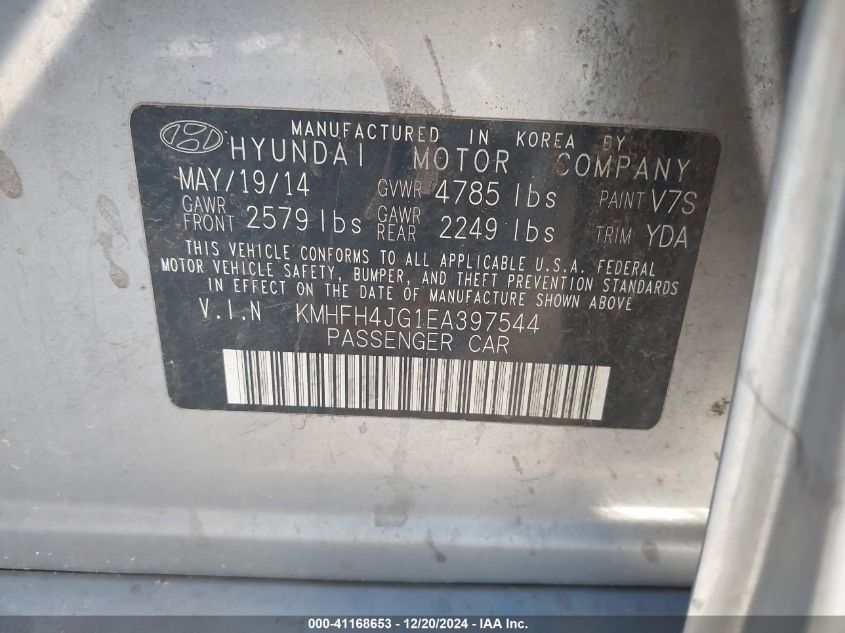 MANUFACTURED IN KOREA BY
HYUNDAI MOTOR COMPANY
MAY/19/14 GVWR 4785 lbs PAINT V7S
GAWR FRONT 2579 lbs GAWR REAR 2249 lbs TRIM YDA
THIS VEHICLE CONFORMS TO ALL APPLICABLE U.S.A. FEDERAL
MOTOR VEHICLE SAFETY, BUMPER, AND THEFT PREVENTION STANDARDS
IN EFFECT ON THE DATE OF MANUFACTURE SHOWN ABOVE
V.I.N KMHFH4JG1EA397544
PASSENGER CAR
000-41168653 - 12/20/2024 - IAA Inc.